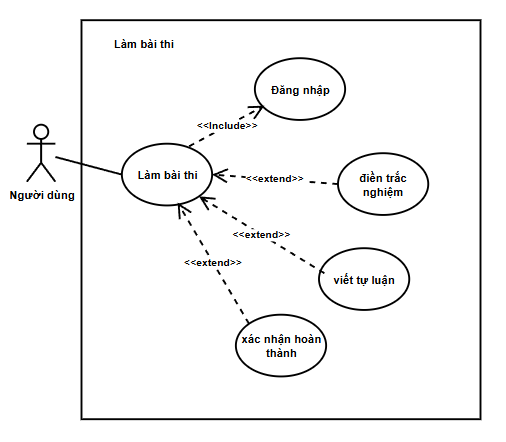 Làm bài thi
Đăng nhập
<<Include>>
Làm bài thi
<<extend>>
điền trắc
nghiệm
Người dùng
<<extend>>
<<extend>>
viết tự luận
xác nhận hoàn
thành